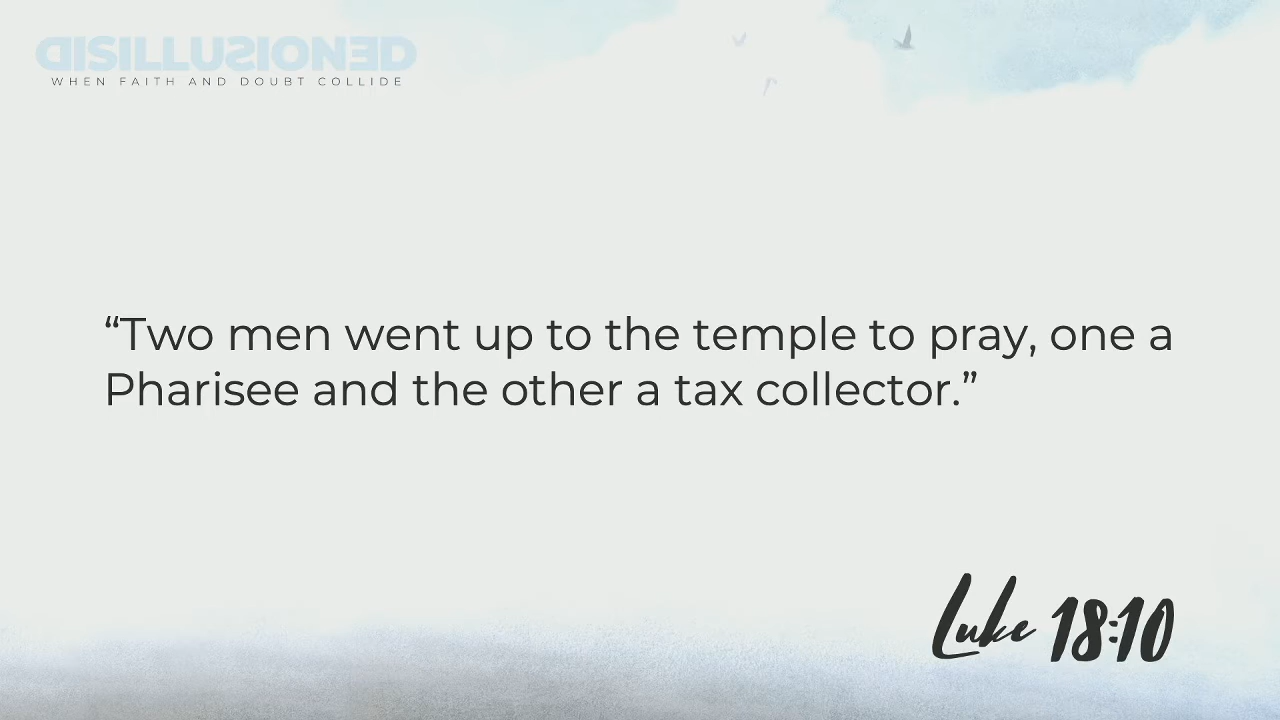 DISILLUSIONED
WHEN FAITH AND DOUBT COLLIDE
“Two men went up to the temple to pray, one a
Pharisee and the other a tax collector.”
Luke 18:10